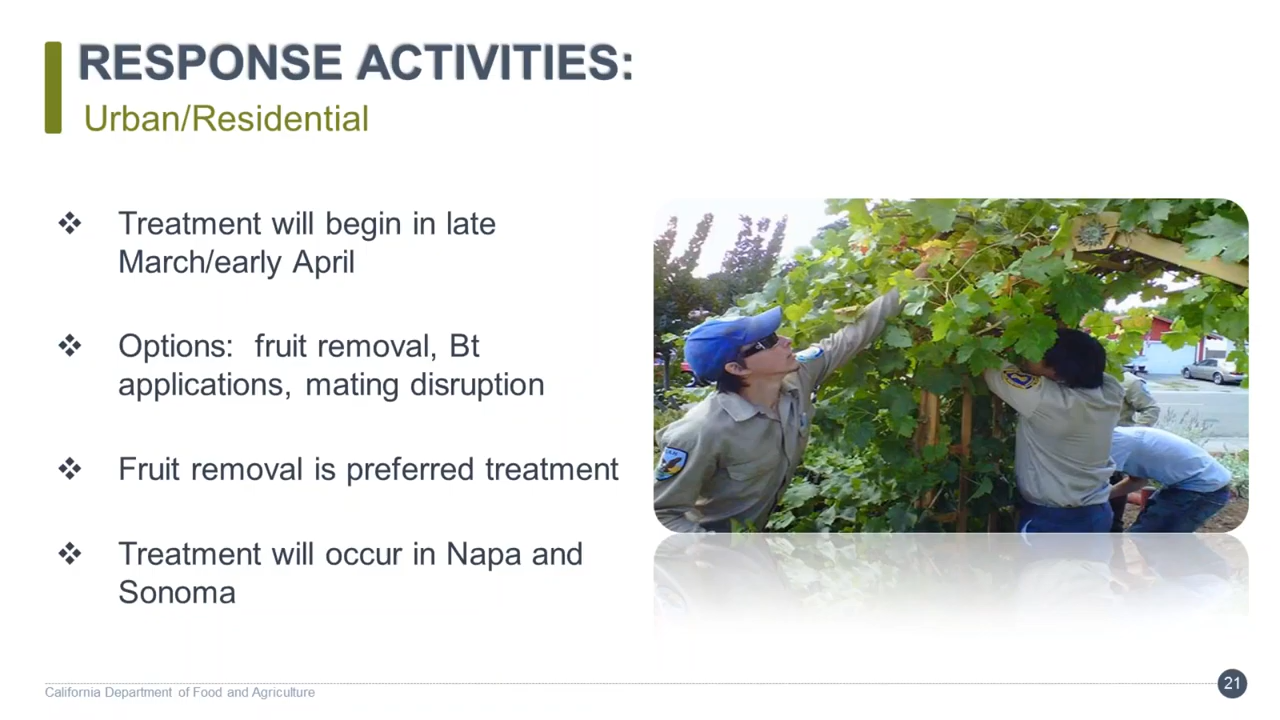 RESPONSE ACTIVITIES:
Urban/Residential
❖ Treatment will begin in late
March/early April
❖ Options: fruit removal, Bt
applications, mating disruption
❖ Fruit removal is preferred treatment
❖ Treatment will occur in Napa and
Sonoma
California Department of Food and Agriculture
21